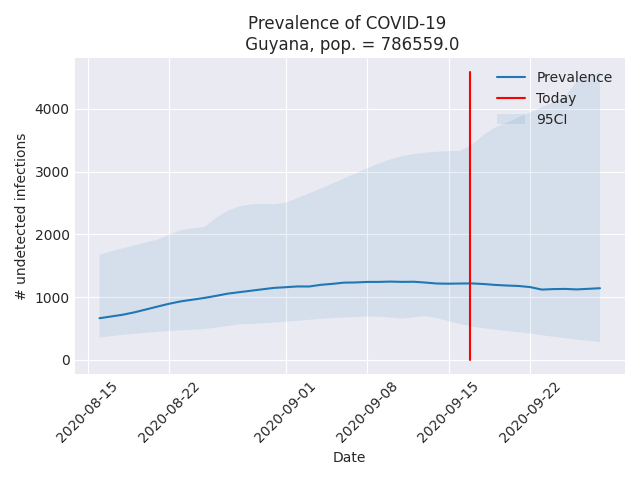 Prevalence of COVID-19
Guyana, pop. = 786559.0
Prevalence
Today
95CI
# undetected infections
4000
3000
2000
1000
0
2020-08-15
2020-08-22
2020-09-01
2020-09-08
2020-09-15
2020-09-22
Date